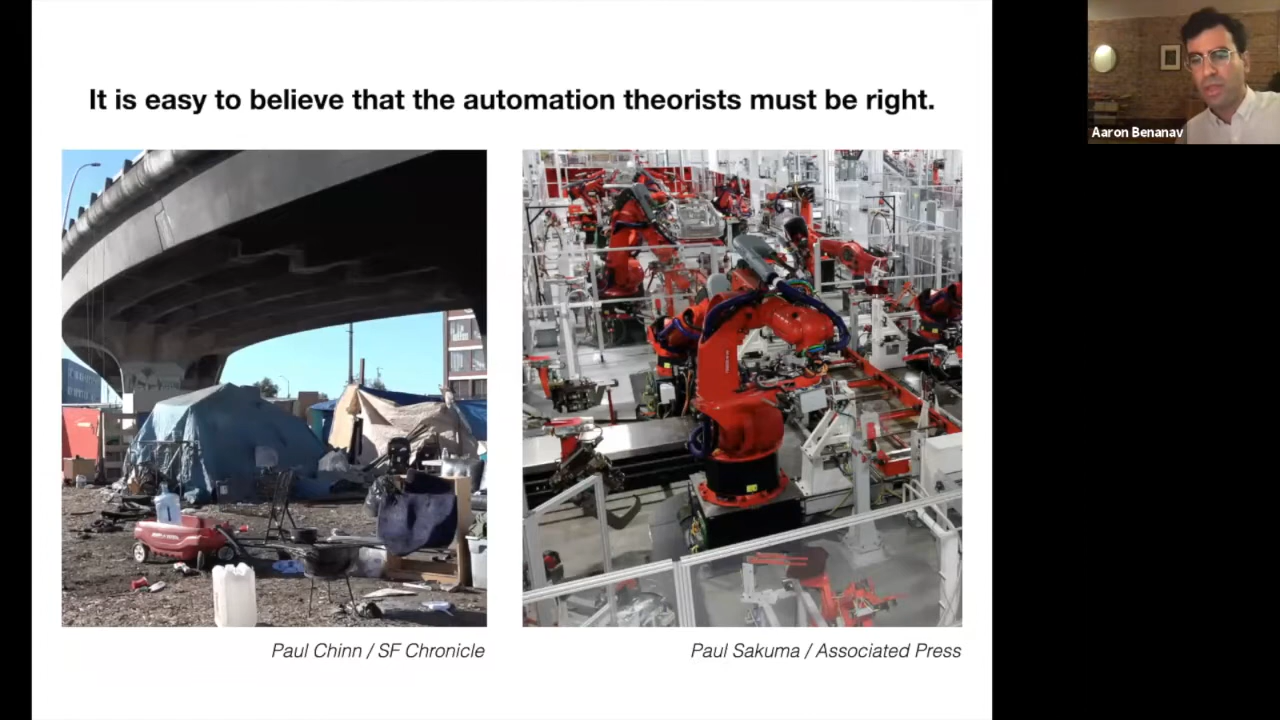 It is easy to believe that the automation theorists must be right.
Aaron Benanav
Paul Chinn / SF Chronicle
Paul Sakuma / Associated Press